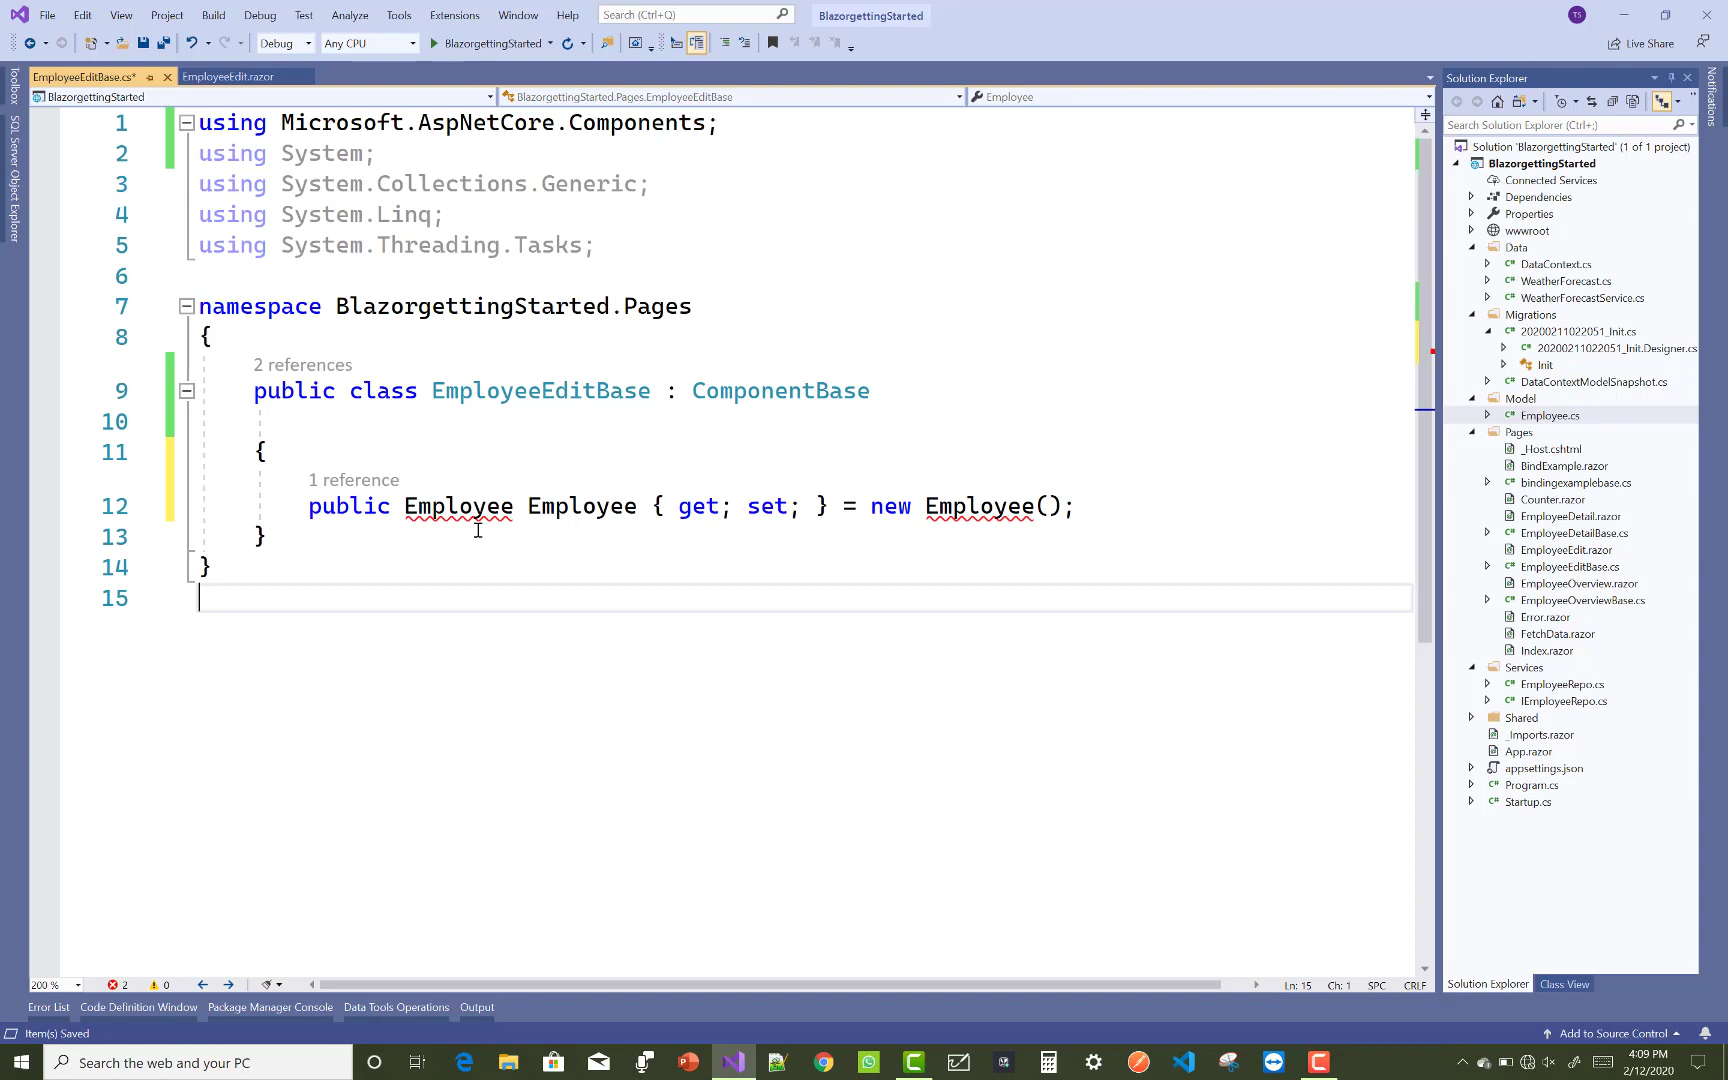 File Edit View Project Build Debug Test Analyze Tools Extensions Window Help Search (Ctrl+Q) BlazorgettingStarted TS
Debug Any CPU BlazorgettingStarted Live Share
EmployeeEditBase.cs* EmployeeEdit.razor
BlazorgettingStarted BlazorgettingStarted.Pages.EmployeeEditBase Employee
Toolbox
SQL Server Object Explorer
1 using Microsoft.AspNetCore.Components;
2 using System;
3 using System.Collections.Generic;
4 using System.Linq;
5 using System.Threading.Tasks;
6
7 namespace BlazorgettingStarted.Pages
8 {
2 references
9 public class EmployeeEditBase : ComponentBase
10
11 {
1 reference
12 public Employee Employee { get; set; } = new Employee();
13 }
14 }
15
200 % 2 0 Ln: 15 Ch: 1 SPC CRLF
Error List Code Definition Window Package Manager Console Data Tools Operations Output
Solution Explorer
Search Solution Explorer (Ctrl+;)
Solution 'BlazorgettingStarted' (1 of 1 project)
BlazorgettingStarted
Connected Services
Dependencies
Properties
wwwroot
Data
DataContext.cs
WeatherForecast.cs
WeatherForecastService.cs
Migrations
20200211022051_Init.cs
20200211022051_Init.Designer.cs
Init
DataContextModelSnapshot.cs
Model
Employee.cs
Pages
_Host.cshtml
BindExample.razor
bindingexamplebase.cs
Counter.razor
EmployeeDetail.razor
EmployeeDetailBase.cs
EmployeeEdit.razor
EmployeeEditBase.cs
EmployeeOverview.razor
EmployeeOverviewBase.cs
Error.razor
FetchData.razor
Index.razor
Services
EmployeeRepo.cs
IEmployeeRepo.cs
Shared
_Imports.razor
App.razor
appsettings.json
Program.cs
Startup.cs
Solution Explorer Class View
Notifications
Item(s) Saved Add to Source Control
Search the web and your PC
4:09 PM
2/12/2020